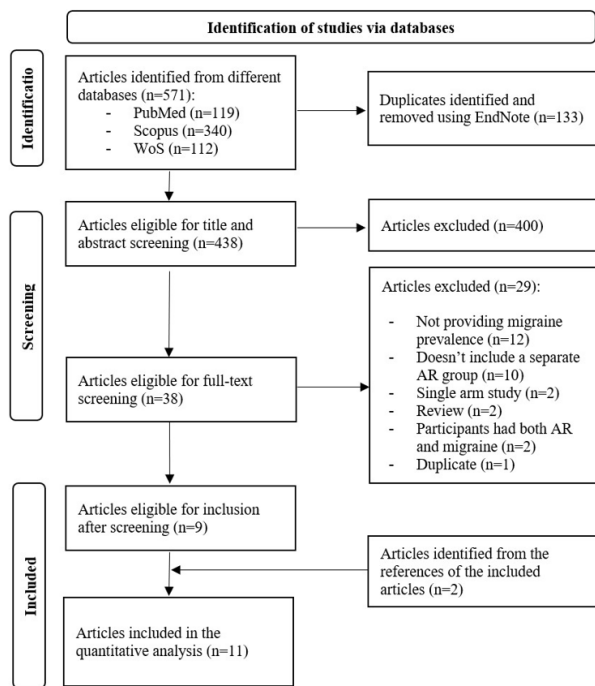 Identification of studies via databases
Identificatio
Articles identified from different
databases (n=571):
- PubMed (n=119)
- Scopus (n=340)
- WoS (n=112)
Duplicates identified and
removed using EndNote (n=133)
Screening
Articles eligible for title and
abstract screening (n=438)
Articles excluded (n=400)
Articles eligible for full-text
screening (n=38)
Articles excluded (n=29):
- Not providing migraine
prevalence (n=12)
- Doesn't include a separate
AR group (n=10)
- Single arm study (n=2)
- Review (n=2)
- Participants had both AR
and migraine (n=2)
- Duplicate (n=1)
Included
Articles eligible for inclusion
after screening (n=9)
Articles identified from the
references of the included
articles (n=2)
Articles included in the
quantitative analysis (n=11)